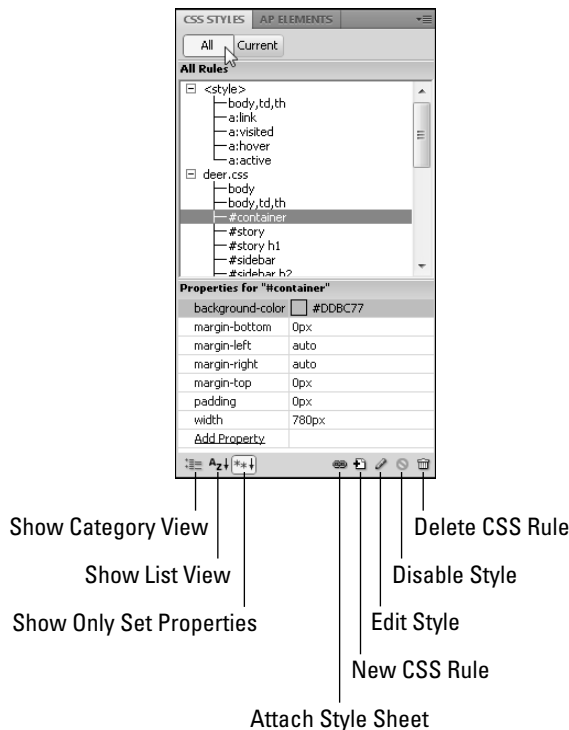 CSS STYLES AP ELEMENTS
All Current
All Rules
<style>
body,td,th
a:link
a:visited
a:hover
a:active
deer.css
body
body,td,th
#container
#story
#story h1
#sidebar
#sidebar h2
Properties for "#container"
background-color #DDBC77
margin-bottom 0px
margin-left auto
margin-right auto
margin-top 0px
padding 0px
width 780px
Add Property
Show Category View
Delete CSS Rule
Show List View
Disable Style
Show Only Set Properties
Edit Style
New CSS Rule
Attach Style Sheet